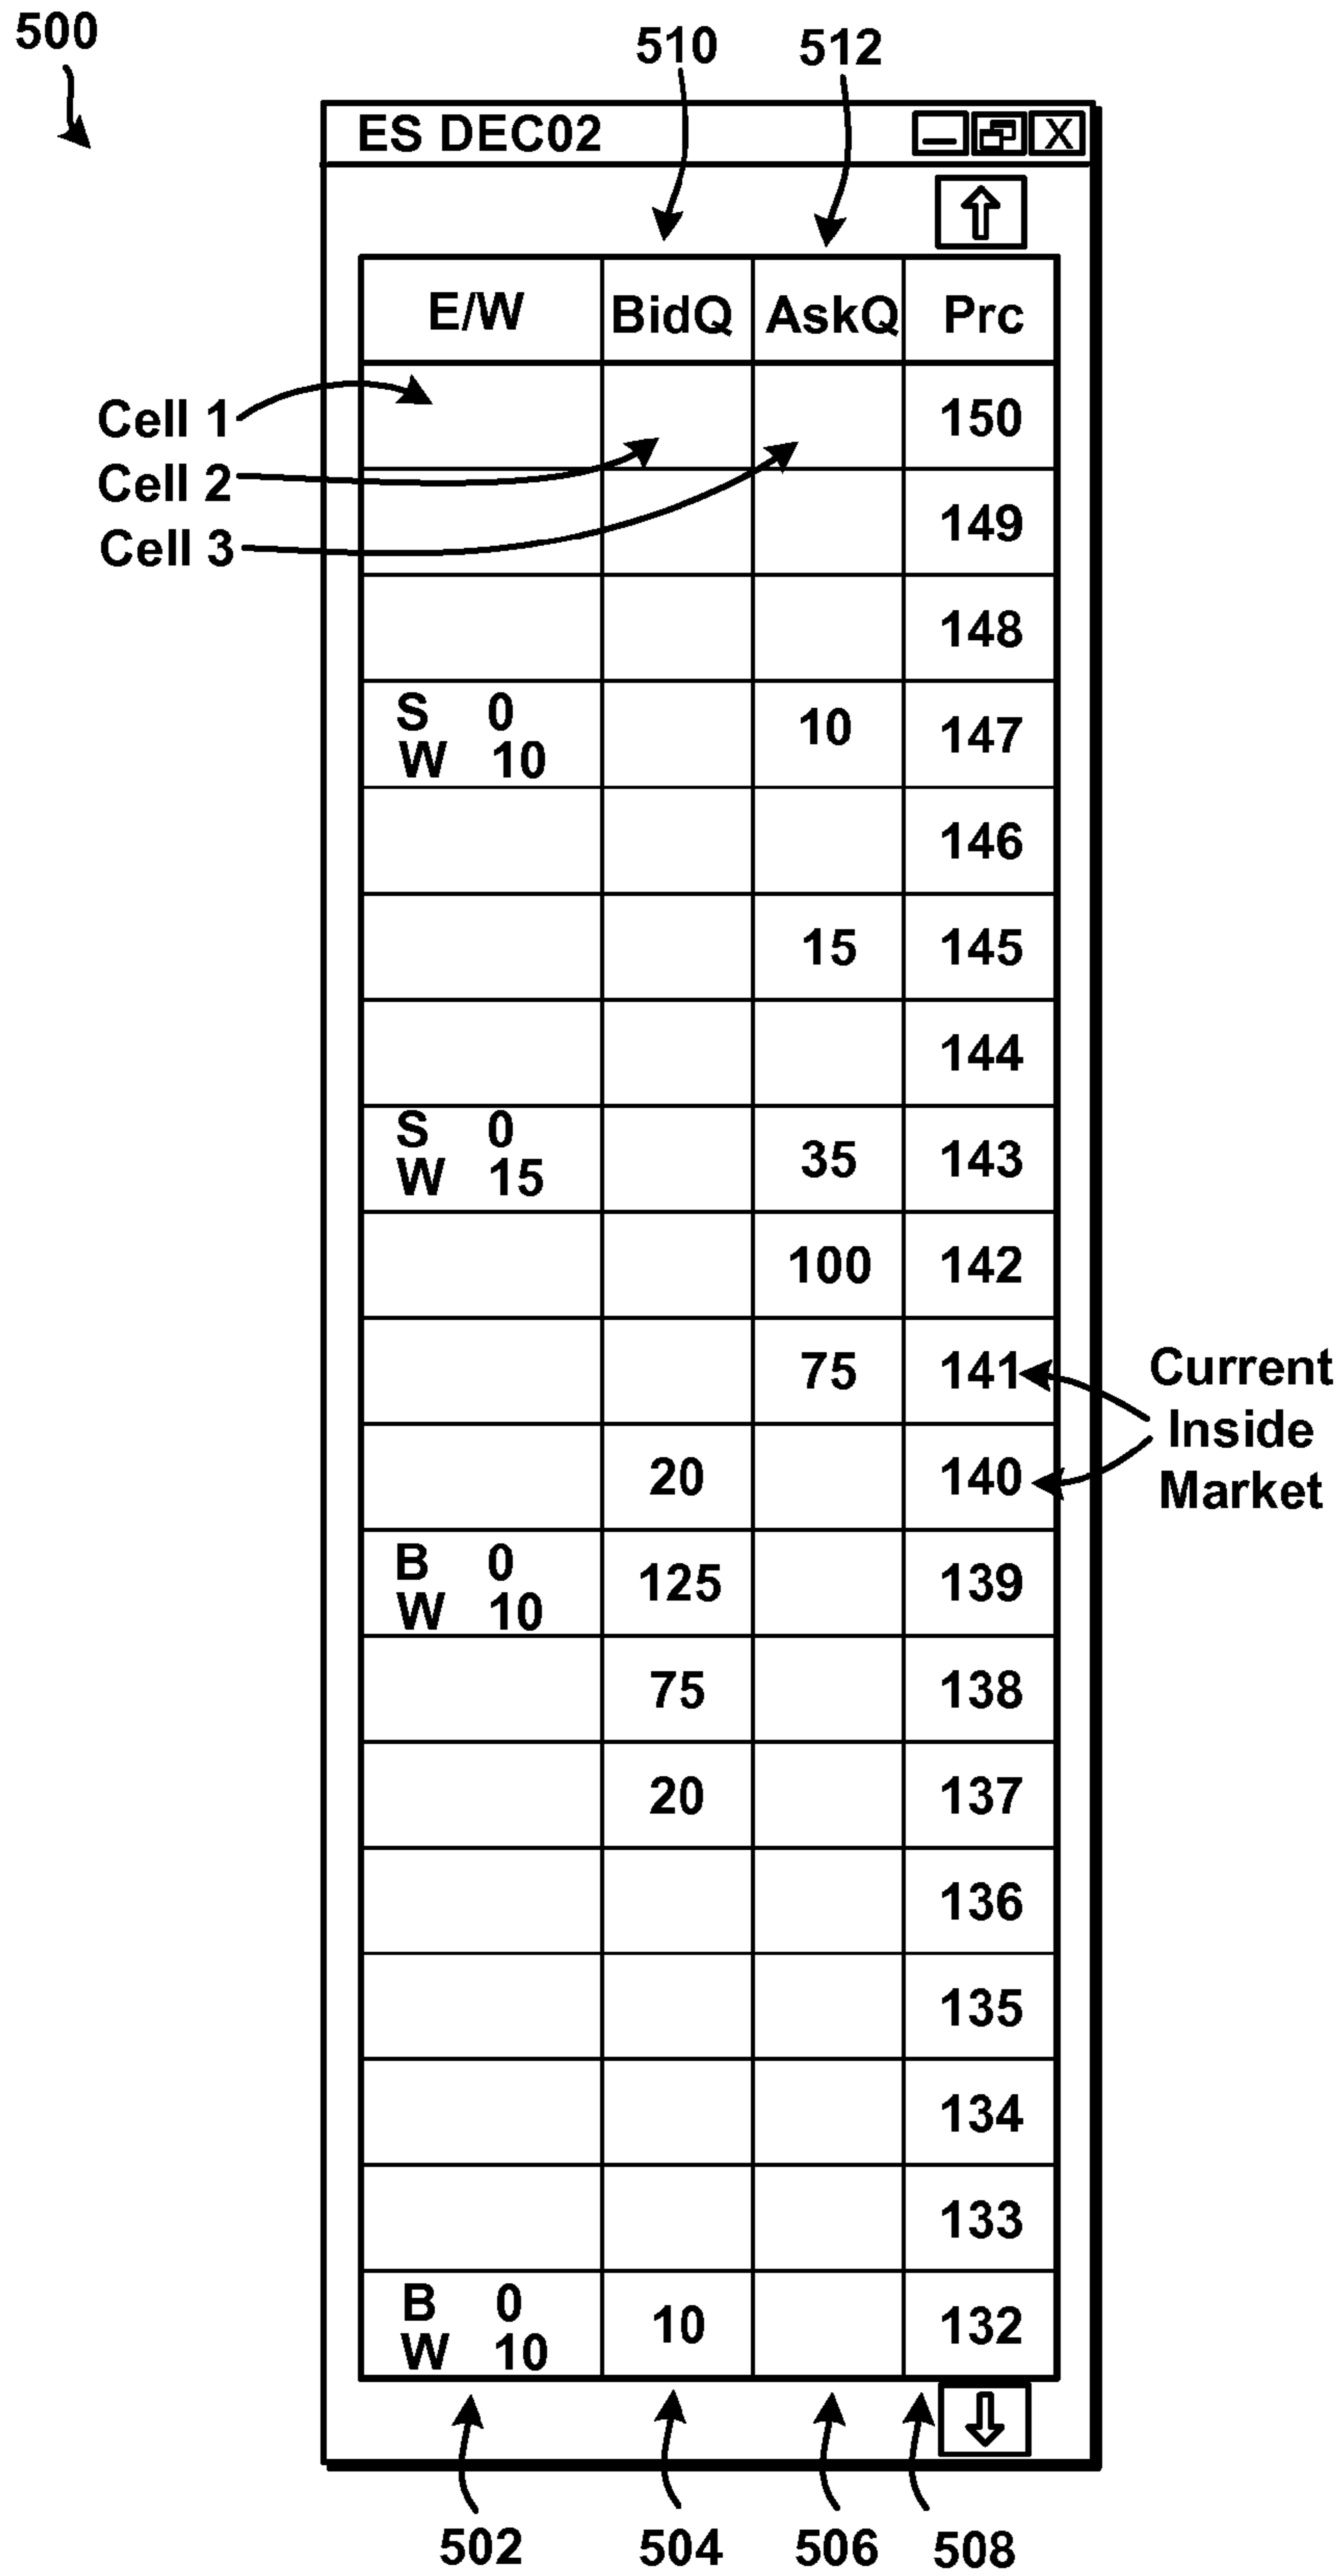 500
510 512
ES DEC02 X
E/W BidQ AskQ Prc
Cell 1
150
Cell 2
Cell 3
149
148
S 0
W 10
10 147
146
15 145
144
S 0
W 15
35 143
100 142
75 141
Current
Inside
Market
20 140
B 0
W 10
125 139
75 138
20 137
136
135
134
133
B 0
W 10
10 132
502 504 506 508